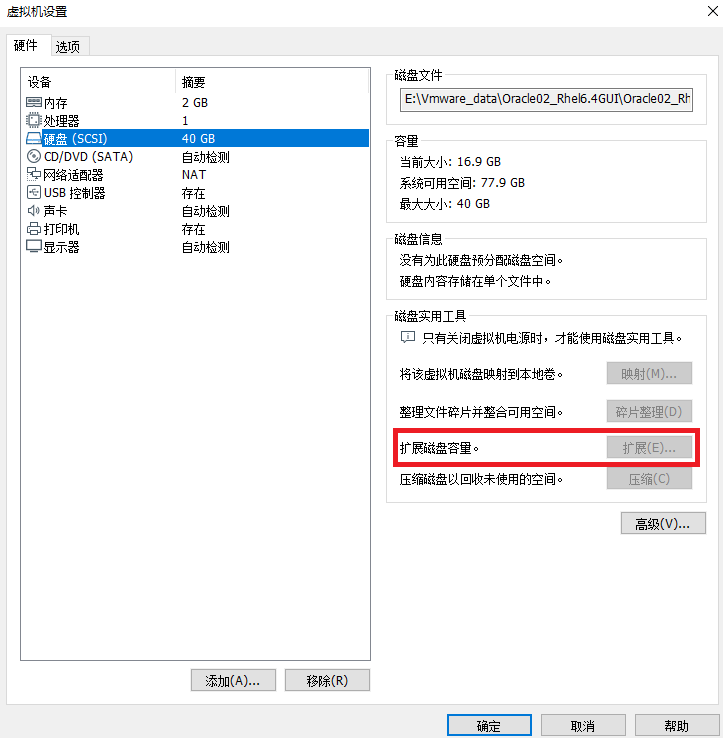 虚拟机设置
硬件 选项
设备 摘要
内存 2 GB
处理器 1
硬盘 (SCSI) 40 GB
CD/DVD (SATA) 自动检测
网络适配器 NAT
USB 控制器 存在
声卡 自动检测
打印机 存在
显示器 自动检测
添加(A)... 移除(R)
磁盘文件
E:\Vmware_data\Oracle02_Rhel6.4GUI\Oracle02_Rh
容量
当前大小: 16.9 GB
系统可用空间: 77.9 GB
最大大小: 40 GB
磁盘信息
没有为此硬盘预分配磁盘空间。
硬盘内容存储在单个文件中。
磁盘实用工具
只有关闭虚拟机电源时，才能使用磁盘实用工具。
将该虚拟机磁盘映射到本地卷。 映射(M)...
整理文件碎片并整合可用空间。 碎片整理(D)
扩展磁盘容量。 扩展(E)...
压缩磁盘以回收未使用的空间。 压缩(C)
高级(V)...
确定 取消 帮助